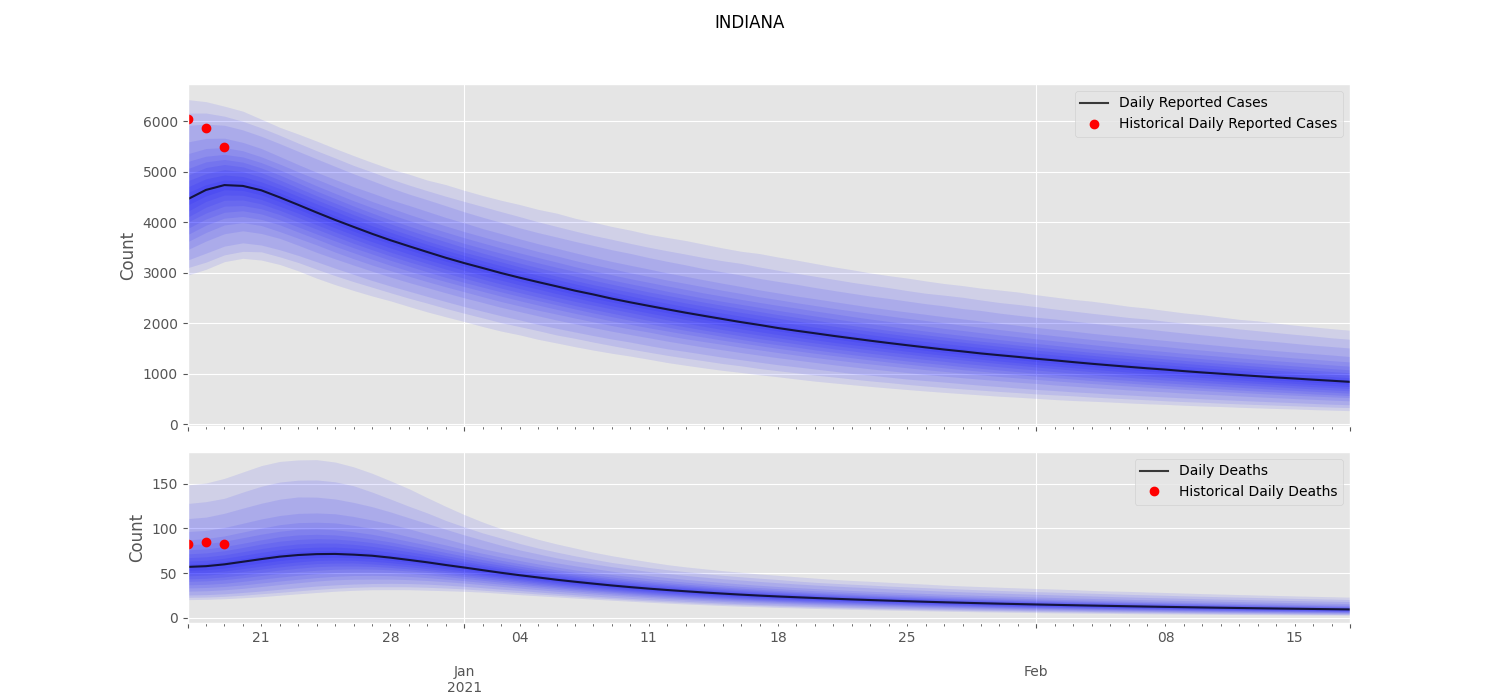 INDIANA
Daily Reported Cases
Historical Daily Reported Cases
Count
6000
5000
4000
3000
2000
1000
0
Daily Deaths
Historical Daily Deaths
Count
150
100
50
0
21 28 04 11 18 25 08 15
Jan Feb
2021